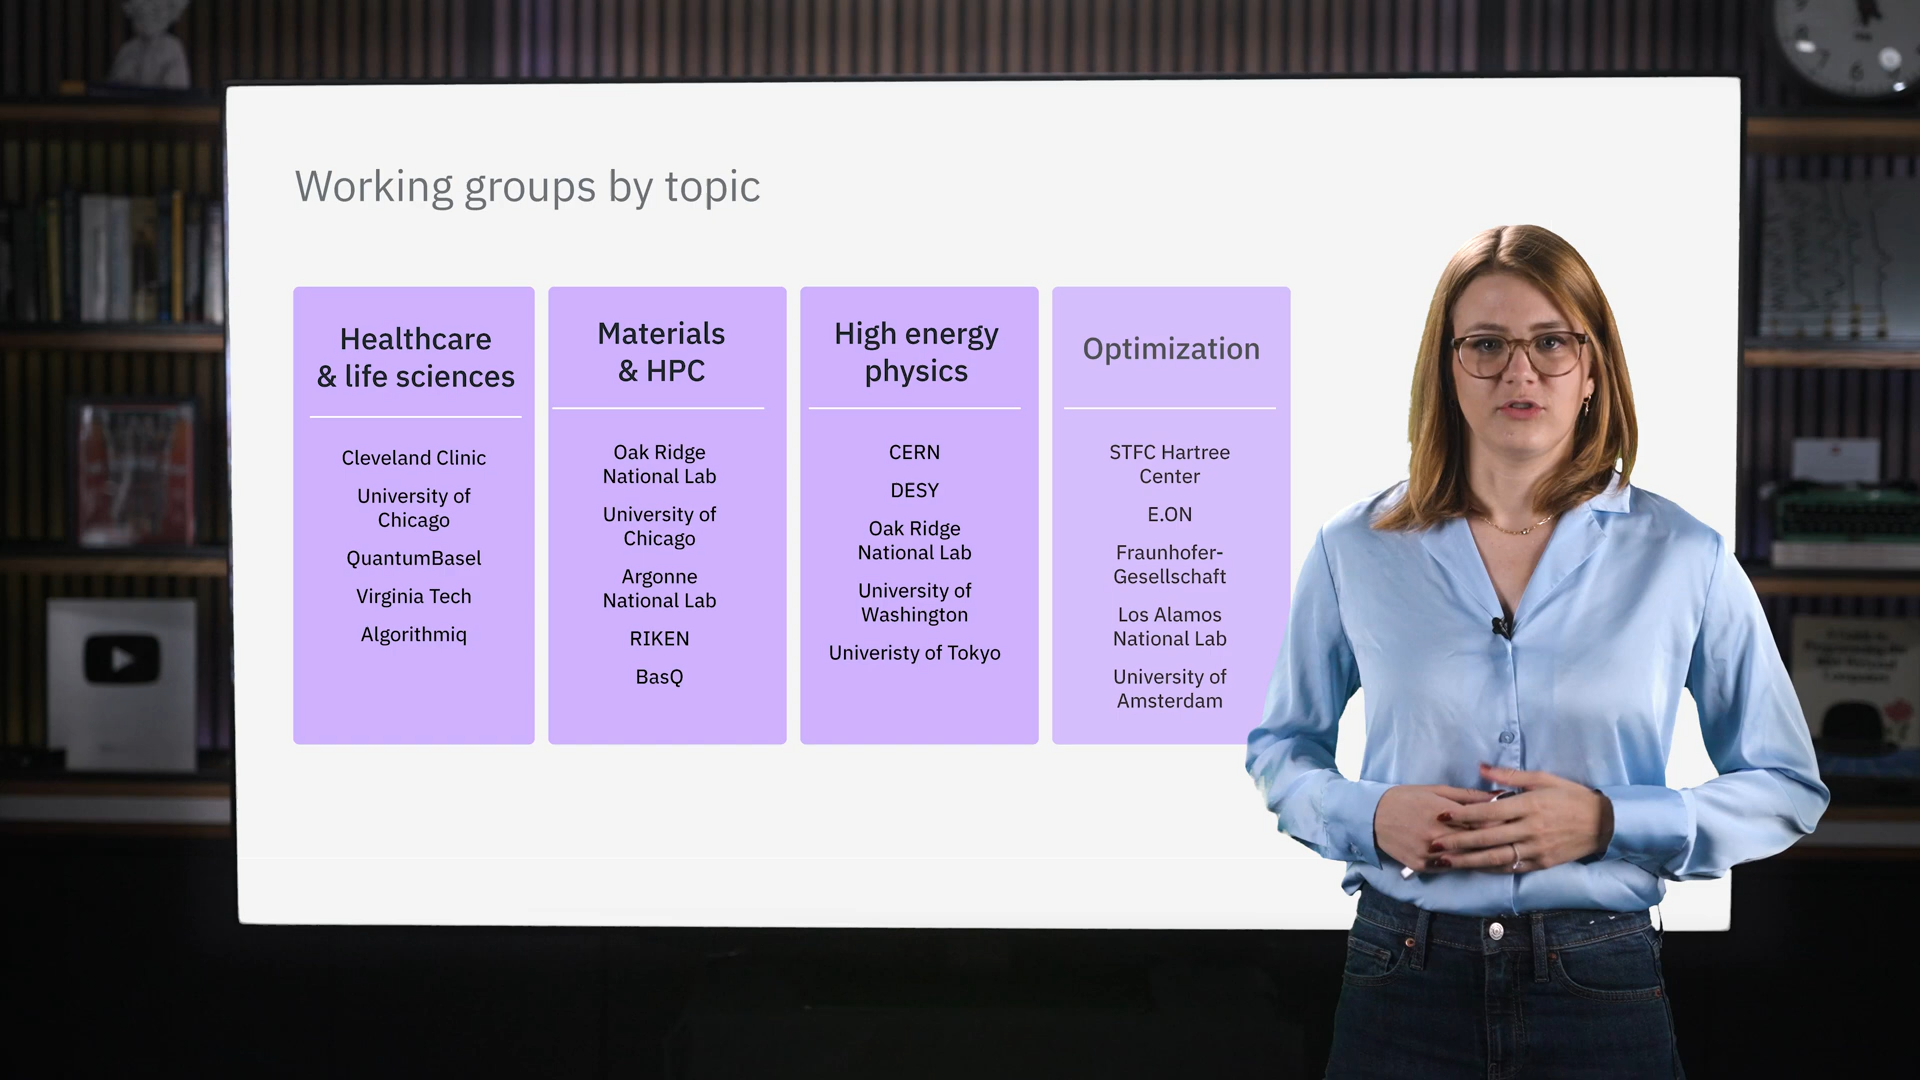 Working groups by topic
Healthcare
& life sciences
Cleveland Clinic
University of
Chicago
QuantumBasel
Virginia Tech
Algorithmiq
Materials
& HPC
Oak Ridge
National Lab
University of
Chicago
Argonne
National Lab
RIKEN
BasQ
High energy
physics
CERN
DESY
Oak Ridge
National Lab
University of
Washington
Univeristy of Tokyo
Optimization
STFC Hartree
Center
E.ON
Fraunhofer-
Gesellschaft
Los Alamos
National Lab
University of
Amsterdam